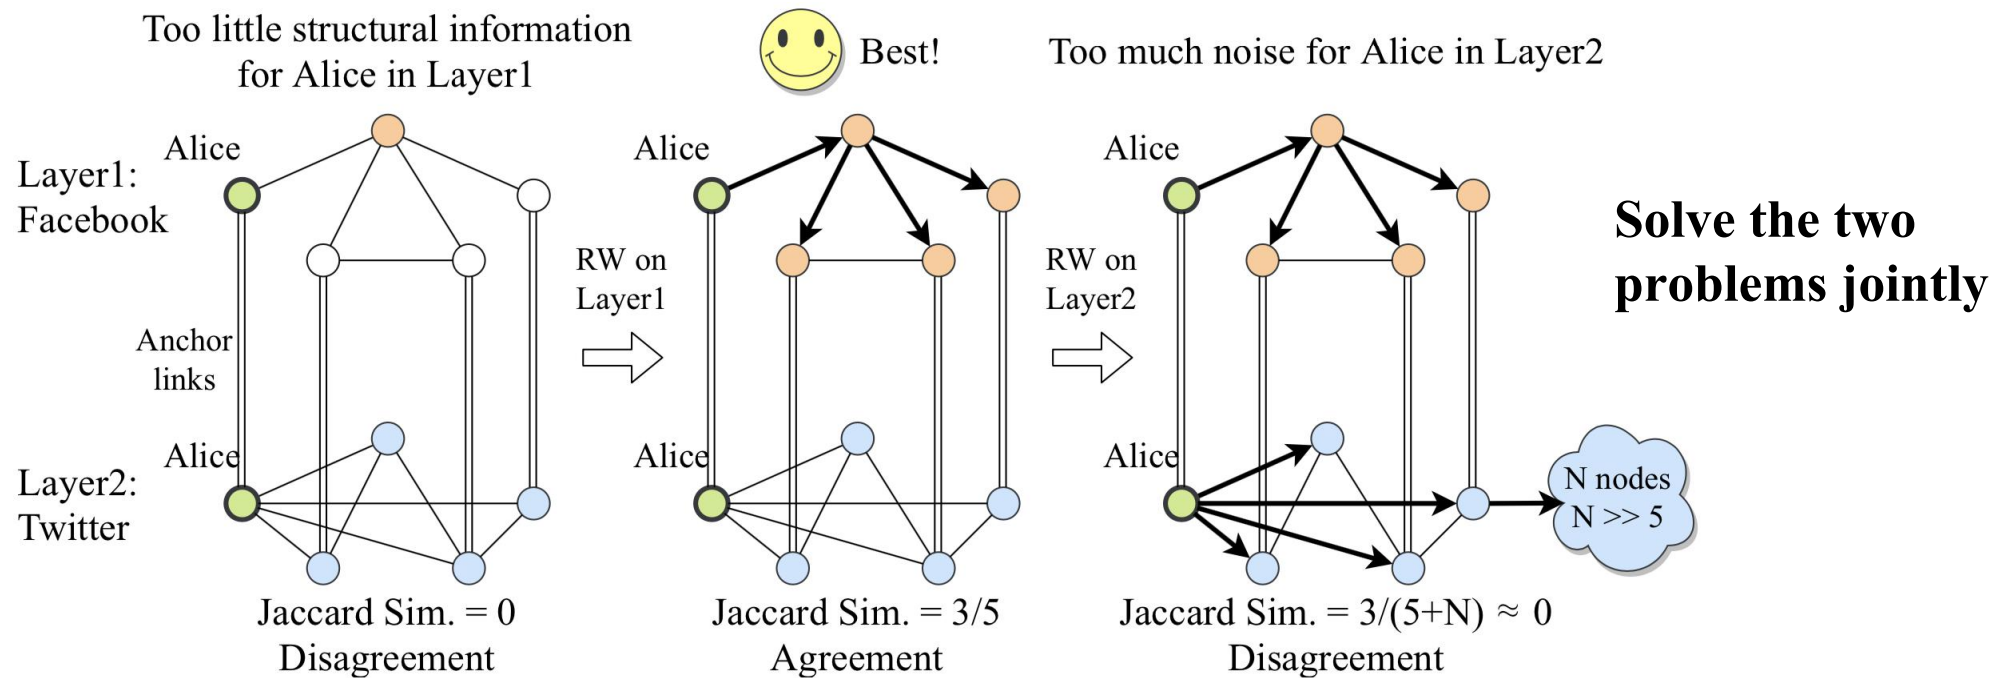 Too little structural information
for Alice in Layer1
Best!
Too much noise for Alice in Layer2
Layer1:
Facebook
Alice
Alice
Alice
RW on
Layer1
RW on
Layer2
Solve the two
problems jointly
Anchor
links
Layer2:
Twitter
Alice
Alice
Alice
N nodes
N >> 5
Jaccard Sim. = 0
Disagreement
Jaccard Sim. = 3/5
Agreement
Jaccard Sim. = 3/(5+N) ≈ 0
Disagreement